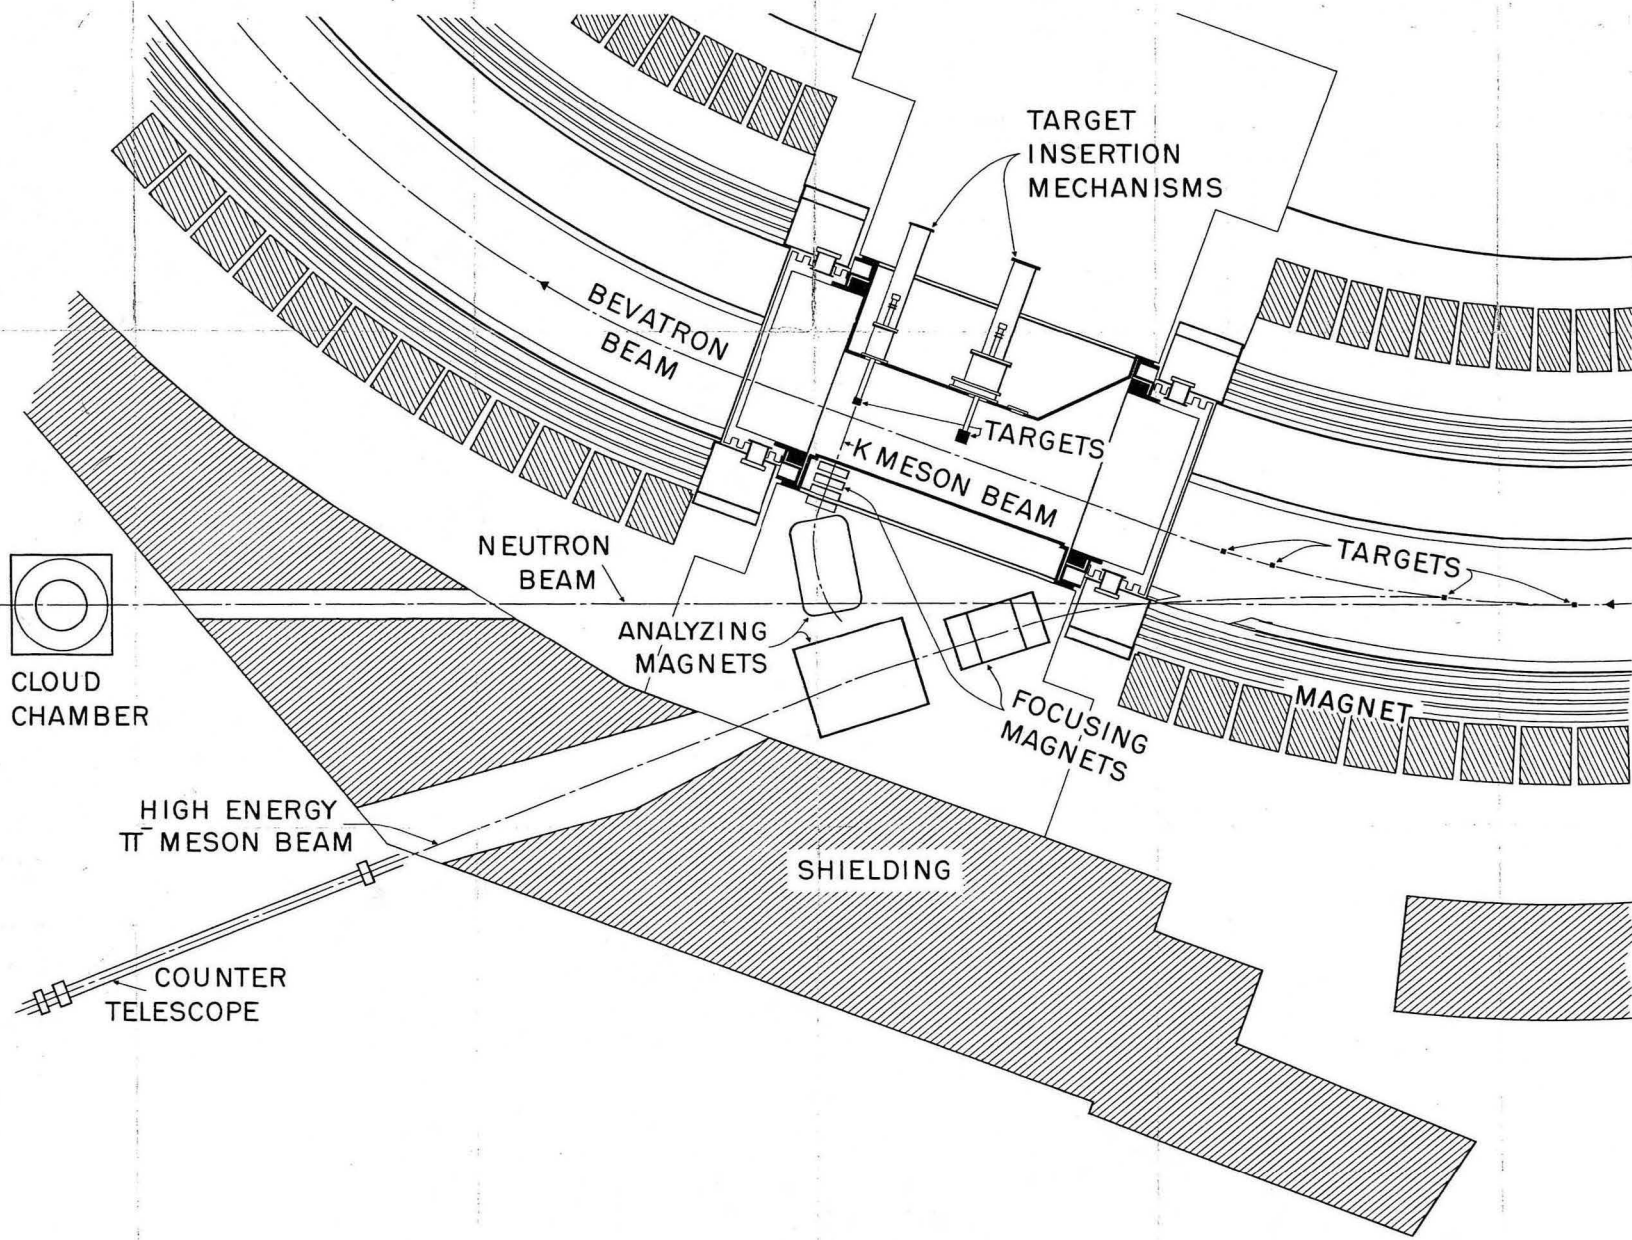 TARGET
INSERTION
MECHANISMS
BEVATRON
BEAM
TARGETS
K MESON BEAM
NEUTRON
BEAM
TARGETS
ANALYZING
MAGNETS
CLOUD
CHAMBER
FOCUSING
MAGNETS
MAGNET
HIGH ENERGY
π⁻ MESON BEAM
SHIELDING
COUNTER
TELESCOPE